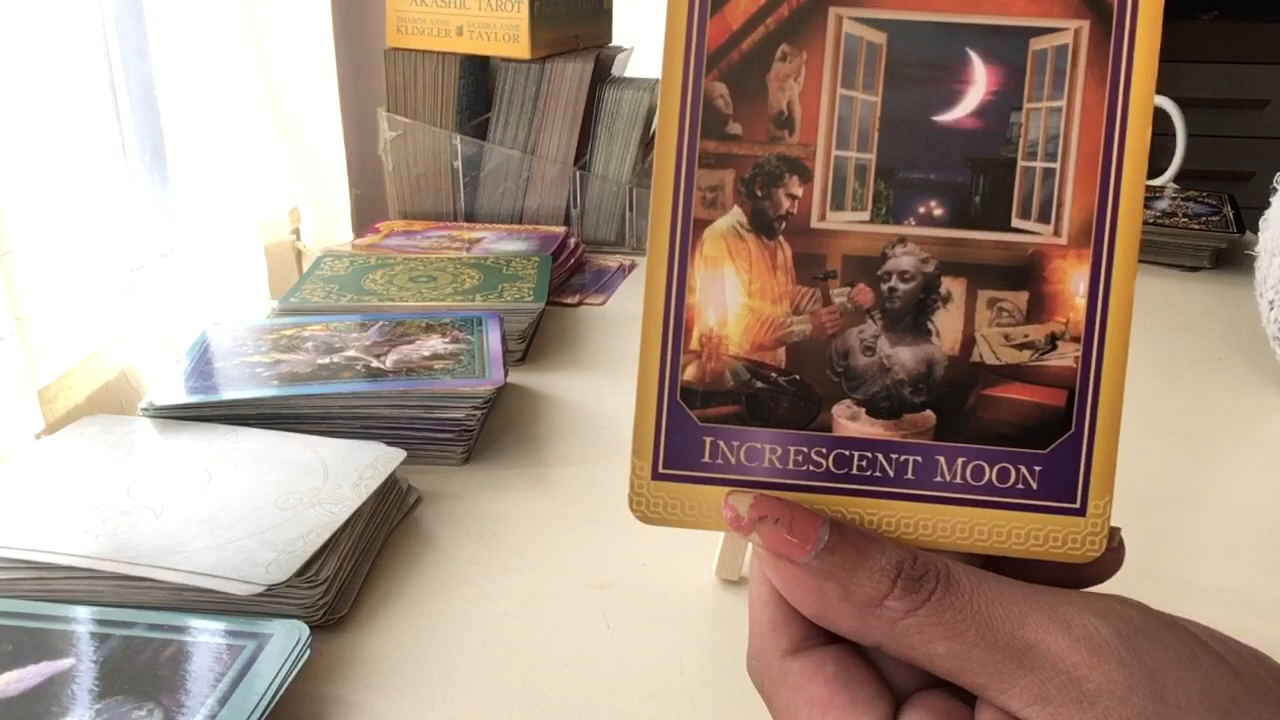 AKASHIC TAROT
SHARON ANNE KLINGLER
SANDRA ANNE TAYLOR
INCRESCENT MOON